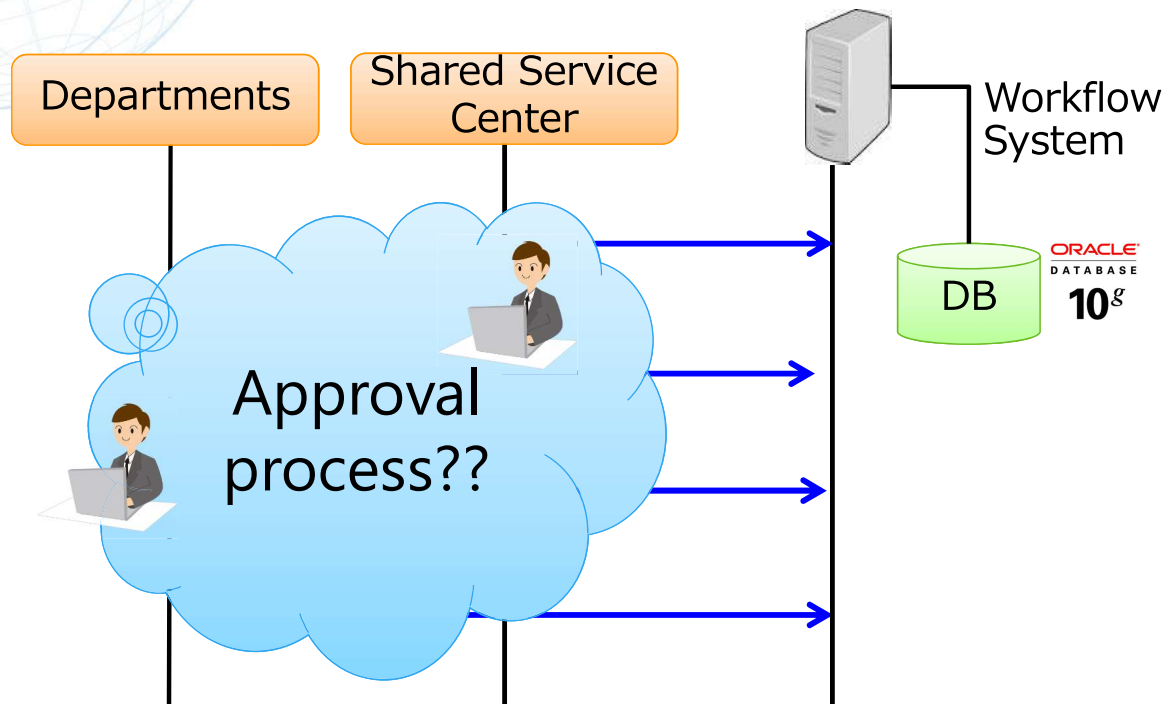 Departments
Shared Service
Center
Workflow
System
ORACLE
DATABASE
10g
DB
Approval
process??